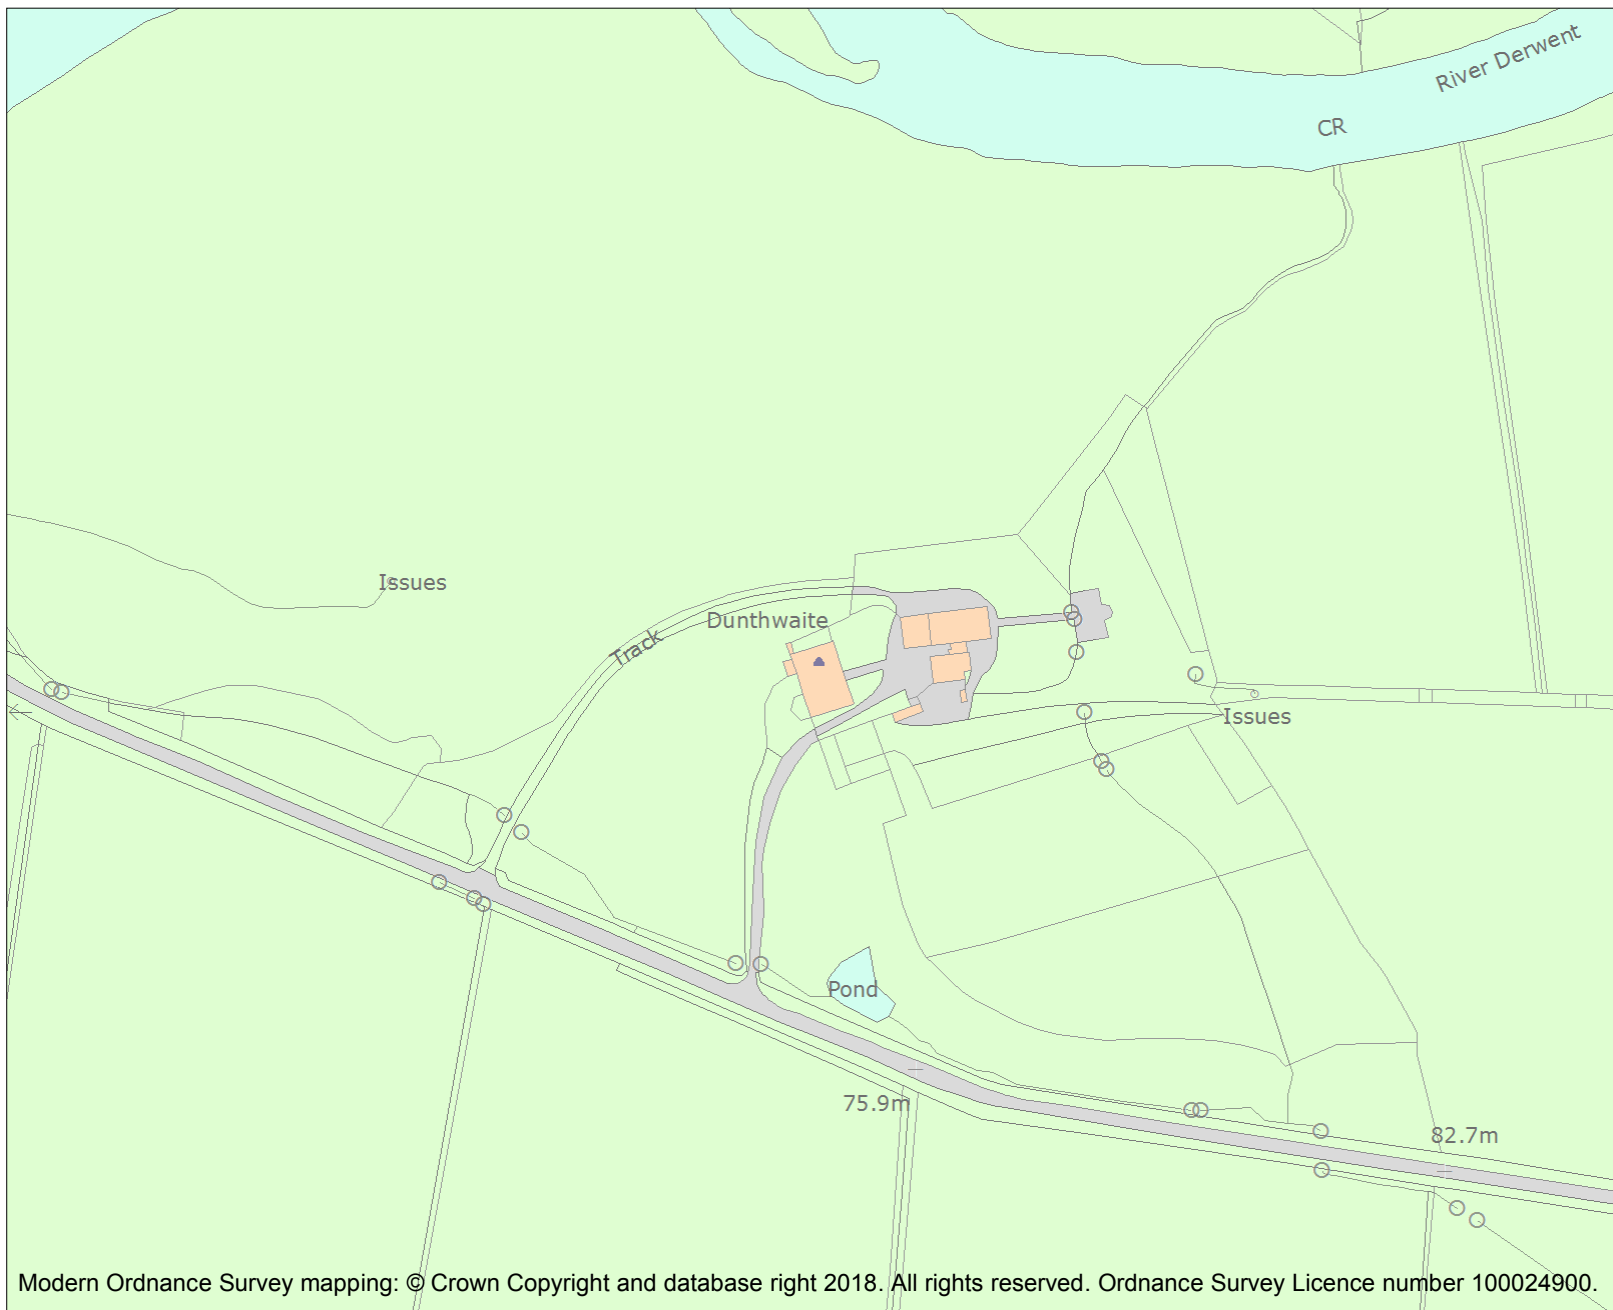 River Derwent
CR
Issues
Dunthwaite
Track
Issues
Pond
75.9m
82.7m
Modern Ordnance Survey mapping: © Crown Copyright and database right 2018. All rights reserved. Ordnance Survey Licence number 100024900.